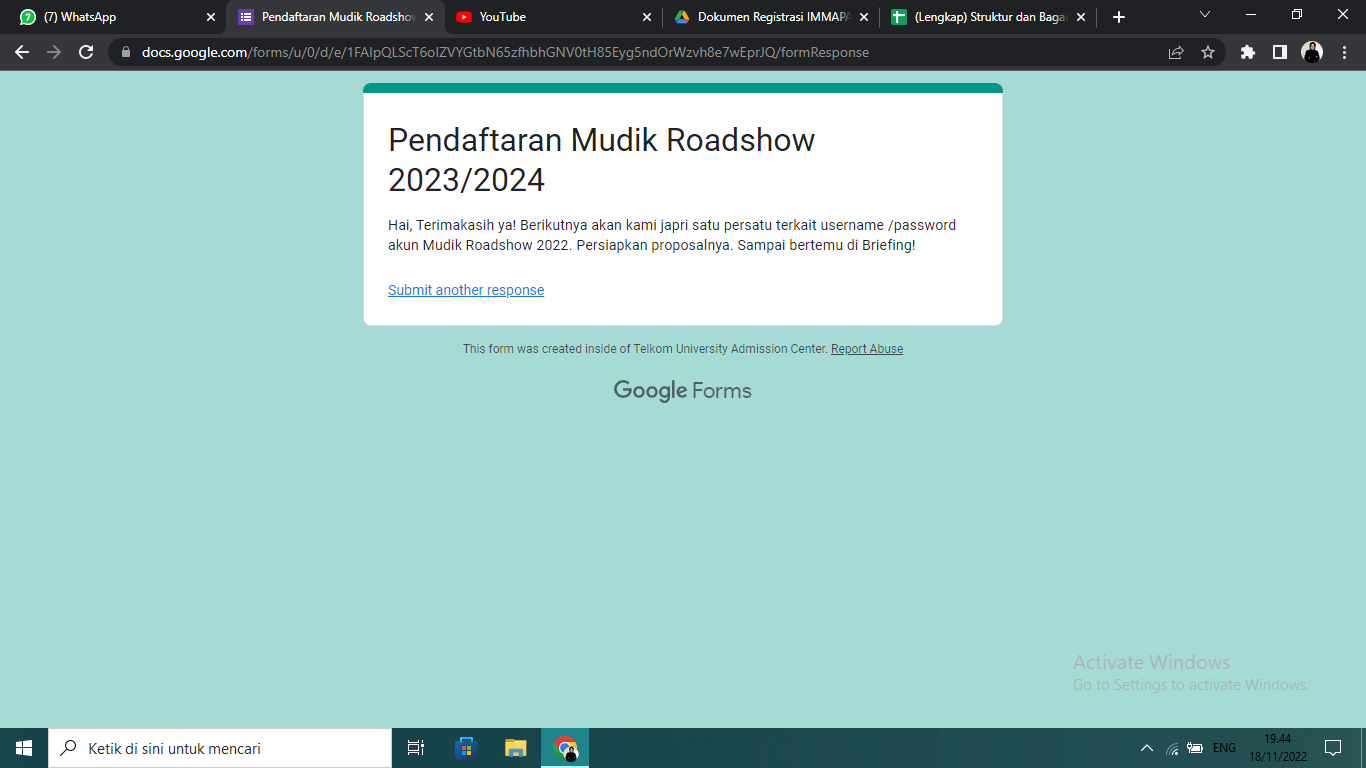 (7) WhatsApp
Pendaftaran Mudik Roadshow
YouTube
Dokumen Registrasi IMMAPA
(Lengkap) Struktur dan Baga
docs.google.com/forms/u/0/d/e/1FAIpQLScT6oIZVYGtbN65zfhbhGNV0tH85Eyg5ndOrWzvh8e7wEprJQ/formResponse
Pendaftaran Mudik Roadshow
2023/2024
Hai, Terimakasih ya! Berikutnya akan kami japri satu persatu terkait username /password
akun Mudik Roadshow 2022. Persiapkan proposalnya. Sampai bertemu di Briefing!
Submit another response
This form was created inside of Telkom University Admission Center. Report Abuse
Google Forms
Activate Windows
Go to Settings to activate Windows.
Ketik di sini untuk mencari
ENG
19.44
18/11/2022